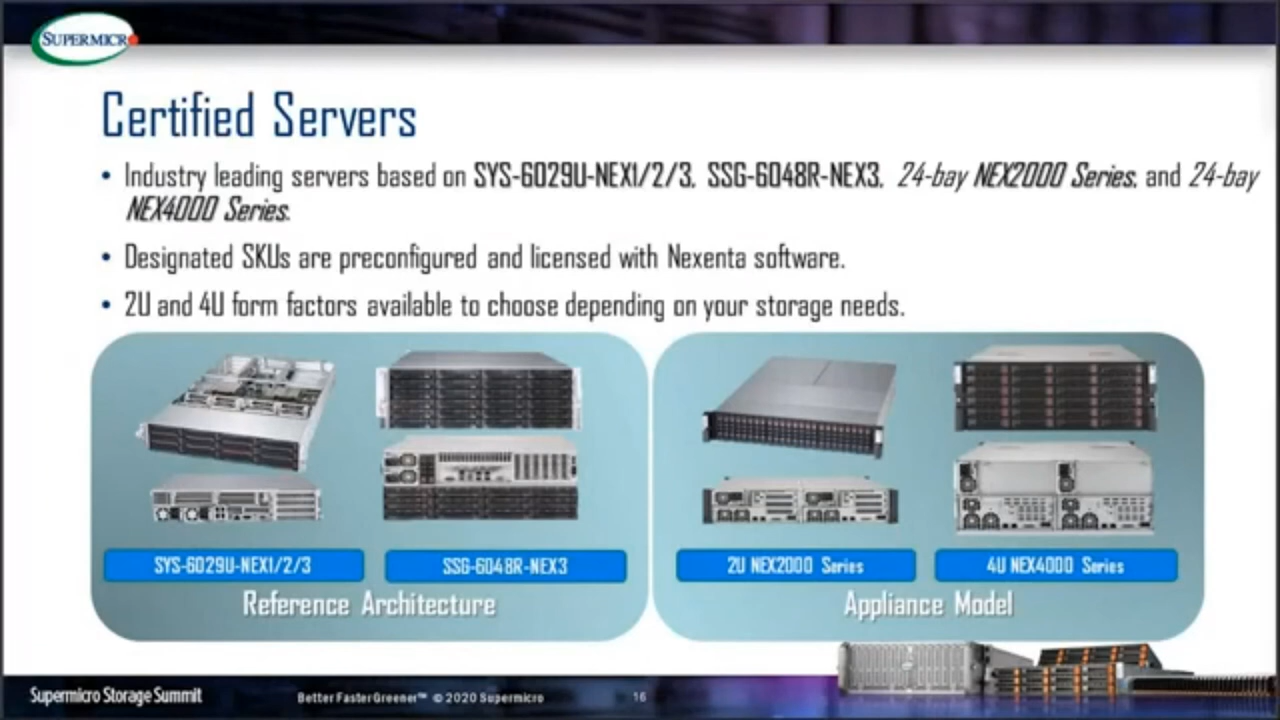 SUPERMICR
Certified Servers
• Industry leading servers based on SYS-6029U-NEX1/2/3, SSG-6048R-NEX3, 24-bay NEX2000 Series, and 24-bay
NEX4000 Series.
• Designated SKUs are preconfigured and licensed with Nexenta software.
• 2U and 4U form factors available to choose depending on your storage needs.
SYS-6029U-NEX1/2/3
SSG-6048R-NEX3
2U NEX2000 Series
4U NEX4000 Series
Reference Architecture
Appliance Model
Supermicro Storage Summit
Better Faster Greener™ © 2020 Supermicro
16